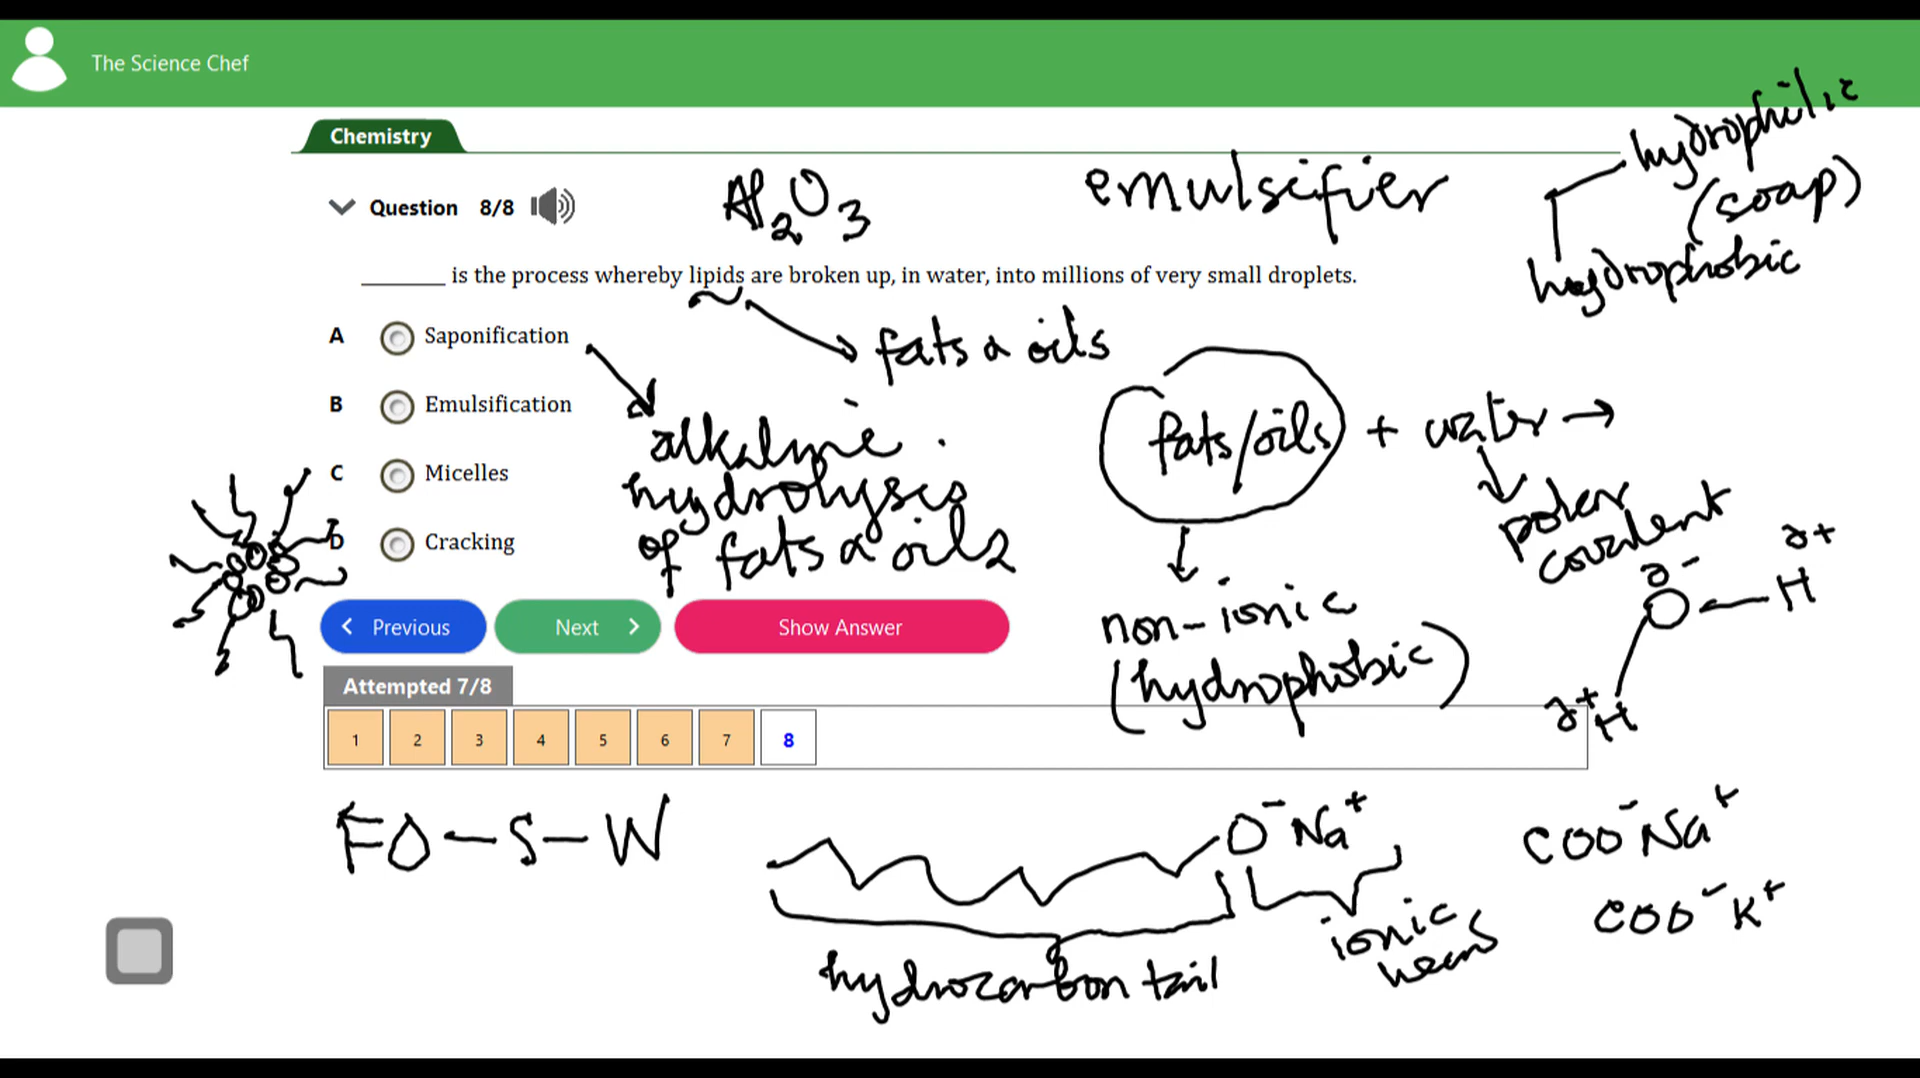 The Science Chef
Chemistry
Question 8/8
Al2O3
emulsifier
hydrophilic
(soap)
hydrophobic
________ is the process whereby lipids are broken up, in water, into millions of very small droplets.
A Saponification
B Emulsification
C Micelles
D Cracking
fats & oils
alkaline
hydrolysis
of fats & oils
fats/oils + water →
polar
covalent
non-ionic
(hydrophobic)
∂- ∂+
O H
∂+ H
Previous
Next
Show Answer
Attempted 7/8
1 2 3 4 5 6 7 8
FO - S - W
O- Na+
hydrocarbon tail
ionic
COO-Na+
COO-K+